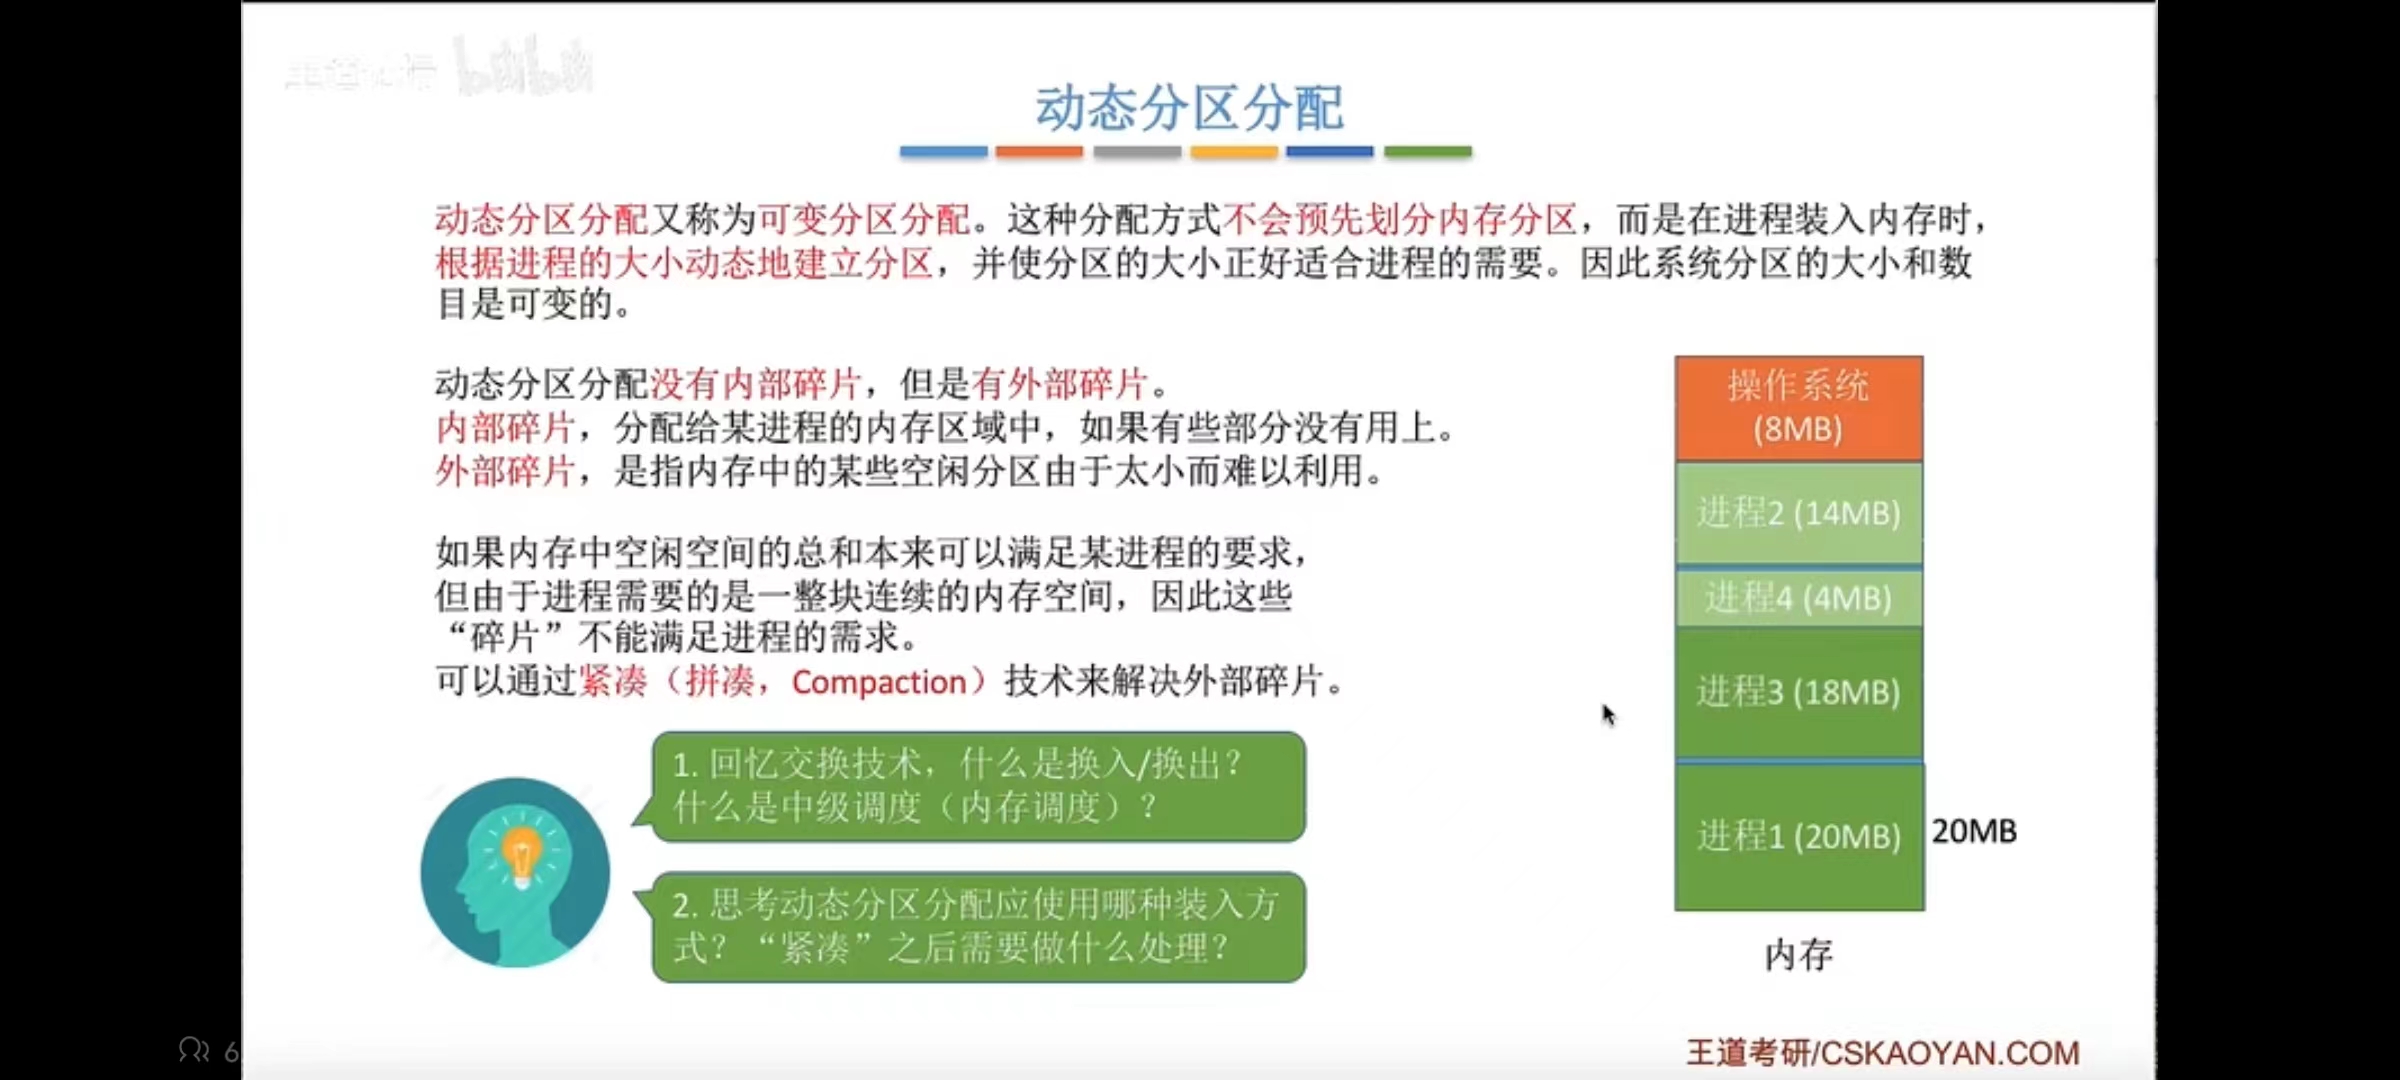 动态分区分配
动态分区分配又称为可变分区分配。这种分配方式不会预先划分内存分区，而是在进程装入内存时，
根据进程的大小动态地建立分区，并使分区的大小正好适合进程的需要。因此系统分区的大小和数
目是可变的。
动态分区分配没有内部碎片，但是有外部碎片。
内部碎片，分配给某进程的内存区域中，如果有些部分没有用上。
外部碎片，是指内存中的某些空闲分区由于太小而难以利用。
如果内存中空闲空间的总和本来可以满足某进程的要求，
但由于进程需要的是一整块连续的内存空间，因此这些
“碎片”不能满足进程的需求。
可以通过紧凑（拼凑，Compaction）技术来解决外部碎片。
1. 回忆交换技术，什么是换入/换出？
什么是中级调度（内存调度）？
2. 思考动态分区分配应使用哪种装入方
式？“紧凑”之后需要做什么处理？
操作系统
(8MB)
进程2 (14MB)
进程4 (4MB)
进程3 (18MB)
进程1 (20MB)
20MB
内存
王道考研/CSKAOYAN.COM
6